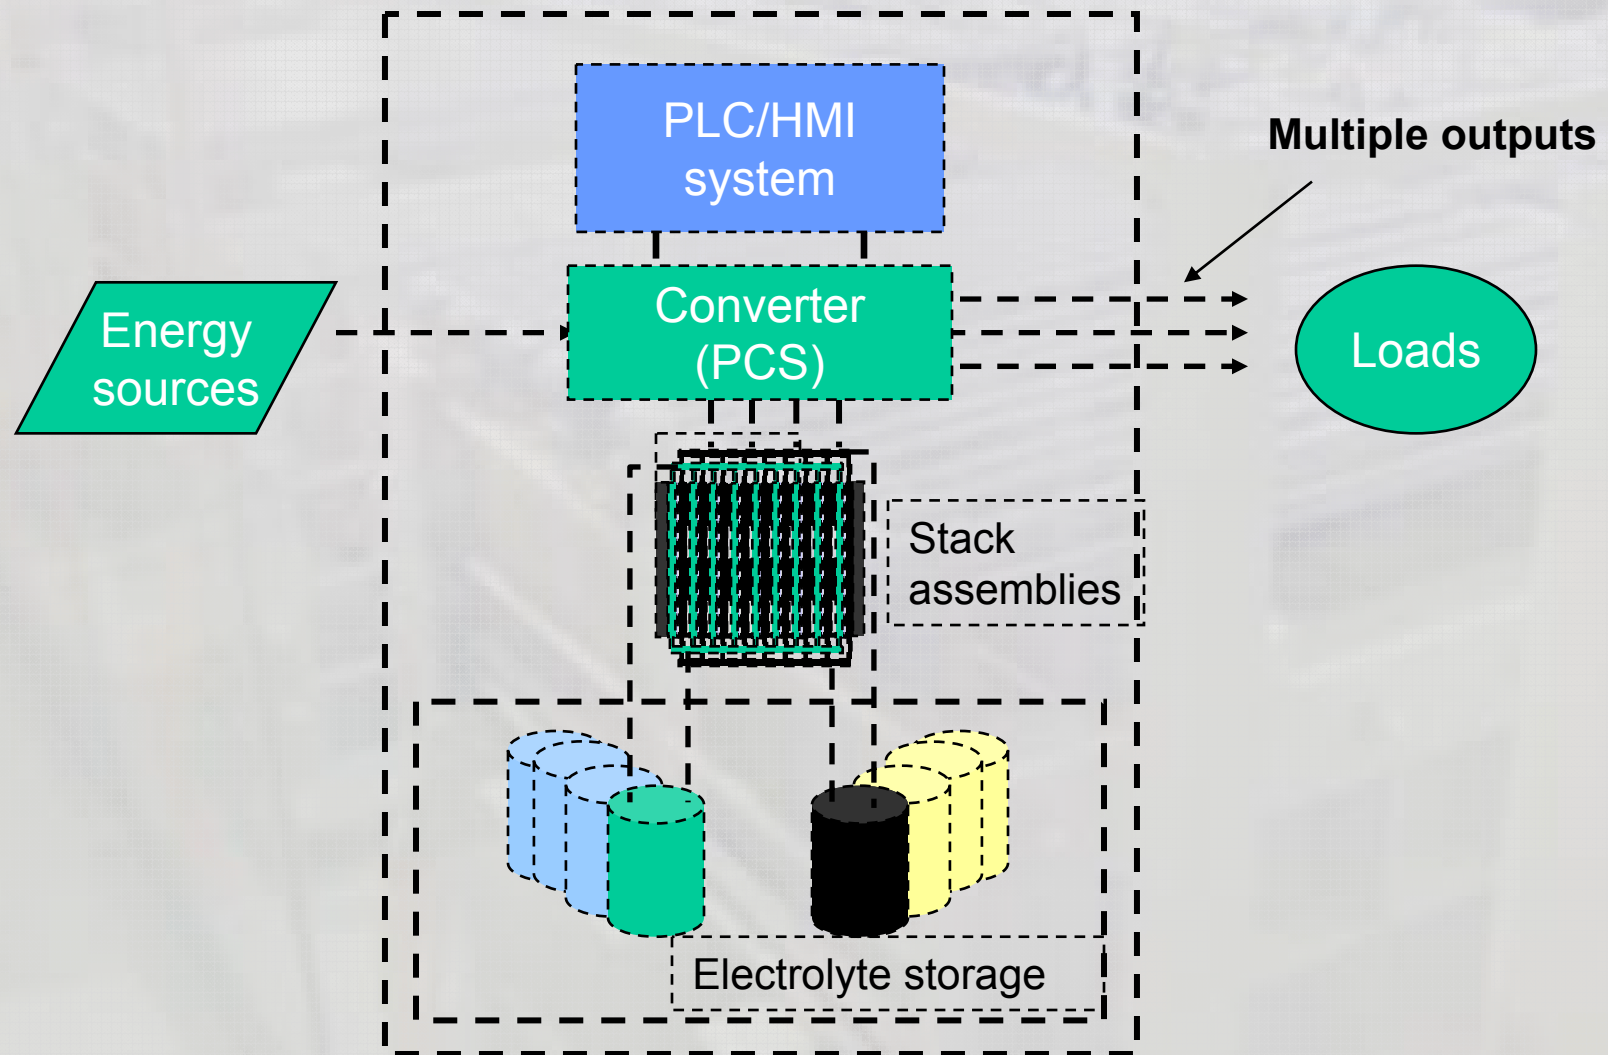 PLC/HMI
system
Multiple outputs
Energy
sources
Converter
(PCS)
Loads
Stack
assemblies
Electrolyte storage